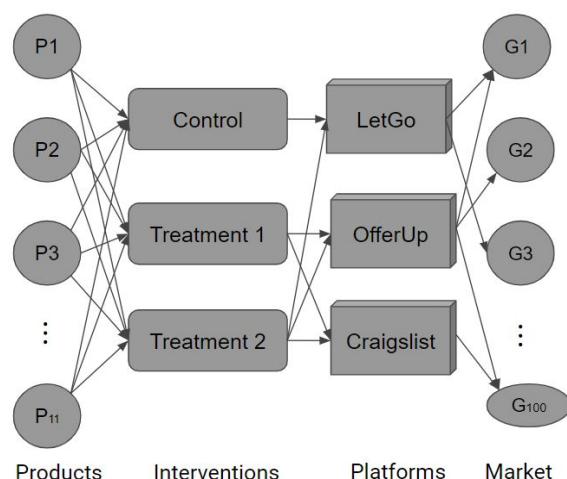 P1
G1
Control
LetGo
P2
G2
Treatment 1
OfferUp
P3
G3
Treatment 2
Craigslist
P11
G100
Products Interventions Platforms Market